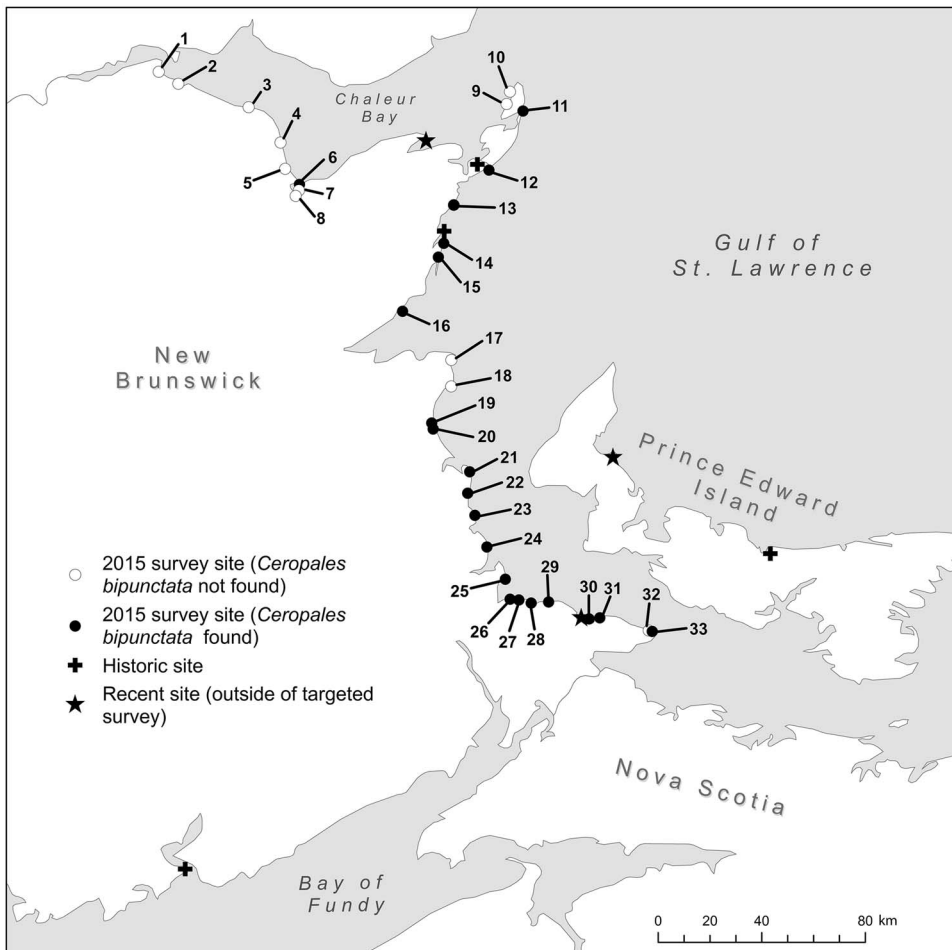 1
2
3
4
5
6
7
8
Chaleur
Bay
10
9
11
12
13
14
15
16
17
18
19
20
21
22
23
24
25
26
27
28
29
30
31
32
33
Gulf of
St. Lawrence
New
Brunswick
Prince Edward
Island
2015 survey site (Ceropales
bipunctata not found)
2015 survey site (Ceropales
bipunctata found)
Historic site
Recent site (outside of targeted
survey)
Nova Scotia
Bay of
Fundy
0 20 40 80 km